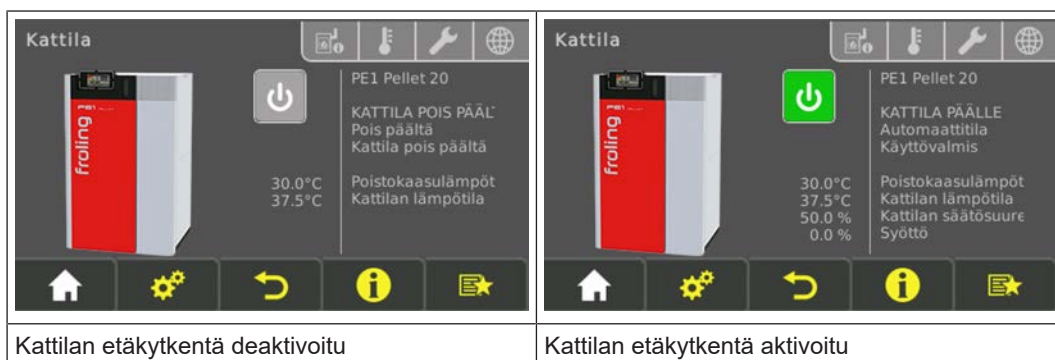 Kattila
PE1 Pellet 20
KATTILA POIS PÄÄL
Pois päältä
Kattila pois päältä
30.0°C Poistokaasulämpöt
37.5°C Kattilan lämpötila
froling
PE1
Kattila
PE1 Pellet 20
KATTILA PÄÄLLE
Automaattitila
Käyttövalmis
30.0°C Poistokaasulämpöt
37.5°C Kattilan lämpötila
50.0 % Kattilan säätösuure
0.0 % Syöttö
froling
PE1
Kattilan etäkytkentä deaktivoitu
Kattilan etäkytkentä aktivoitu